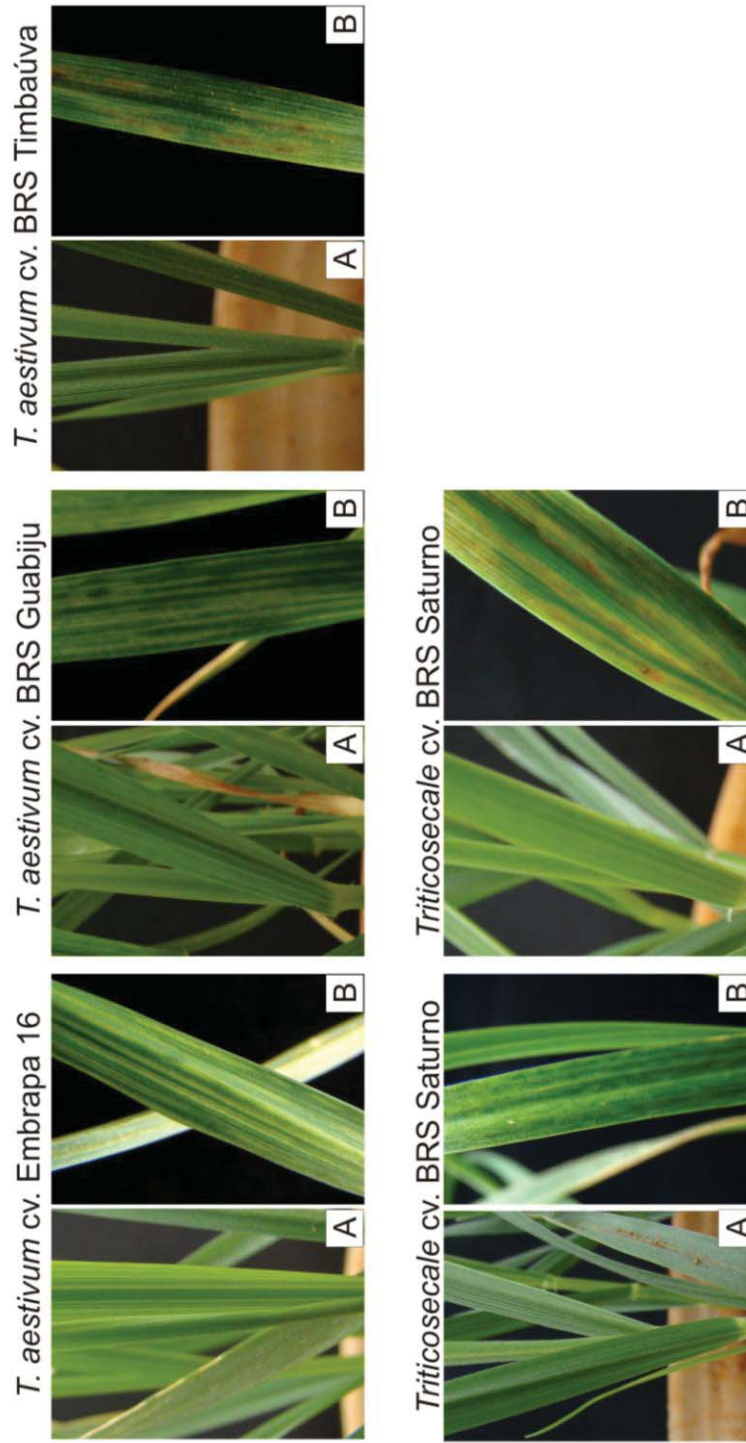 T. aestivum cv. Embrapa 16
A
B
T. aestivum cv. BRS Guabiju
A
B
T. aestivum cv. BRS Timbaúva
A
B
Triticosecale cv. BRS Saturno
A
B
Triticosecale cv. BRS Saturno
A
B